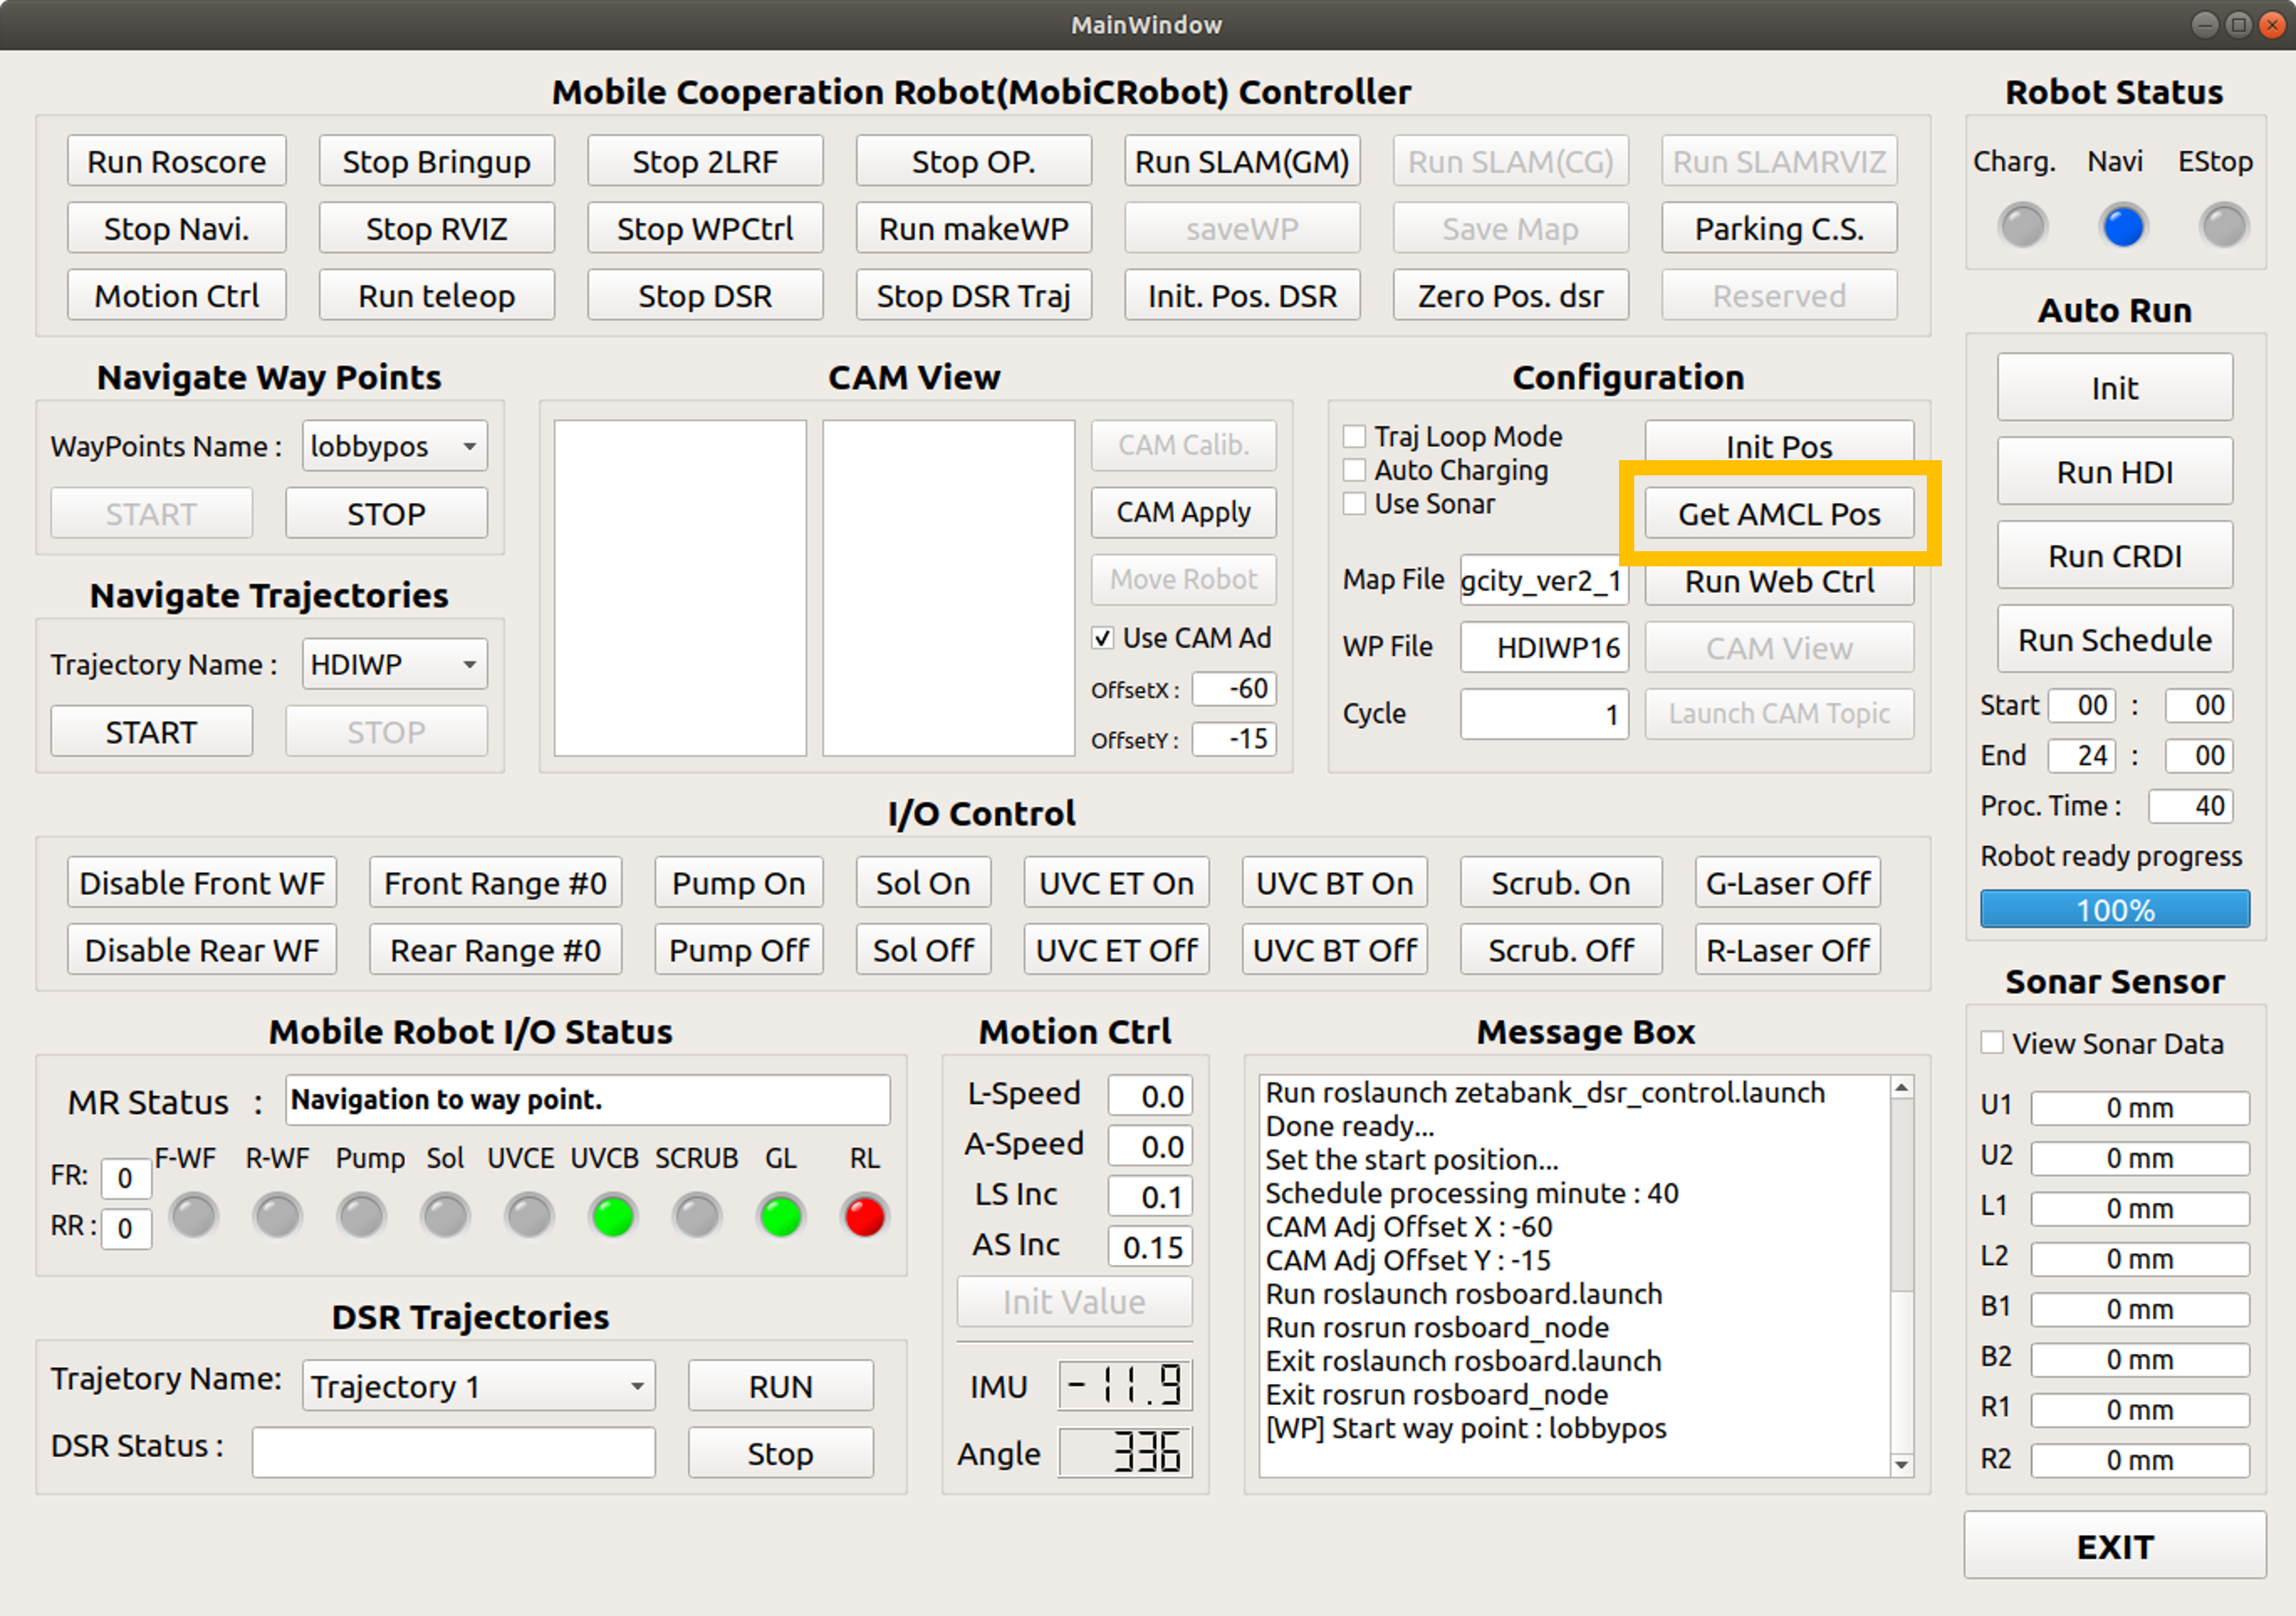 MainWindow
Mobile Cooperation Robot(MobiCRobot) Controller
Run Roscore
Stop Bringup
Stop 2LRF
Stop OP.
Run SLAM(GM)
Run SLAM(CG)
Run SLAMRVIZ
Stop Navi.
Stop RVIZ
Stop WPCtrl
Run makeWP
saveWP
Save Map
Parking C.S.
Motion Ctrl
Run teleop
Stop DSR
Stop DSR Traj
Init. Pos. DSR
Zero Pos. dsr
Reserved
Robot Status
Charg. Navi EStop
Navigate Way Points
WayPoints Name : lobbypos
START
STOP
Navigate Trajectories
Trajectory Name : HDIWP
START
STOP
CAM View
CAM Calib.
CAM Apply
Move Robot
Use CAM Ad
OffsetX : -60
OffsetY : -15
Configuration
Traj Loop Mode
Auto Charging
Use Sonar
Init Pos
Get AMCL Pos
Map File gcity_ver2_1
Run Web Ctrl
WP File HDIWP16
CAM View
Cycle 1
Launch CAM Topic
Auto Run
Init
Run HDI
Run CRDI
Run Schedule
Start 00 : 00
End 24 : 00
Proc. Time : 40
Robot ready progress
100%
I/O Control
Disable Front WF
Front Range #0
Pump On
Sol On
UVC ET On
UVC BT On
Scrub. On
G-Laser Off
Disable Rear WF
Rear Range #0
Pump Off
Sol Off
UVC ET Off
UVC BT Off
Scrub. Off
R-Laser Off
Mobile Robot I/O Status
MR Status : Navigation to way point.
F-WF R-WF Pump Sol UVCE UVCB SCRUB GL RL
FR: 0
RR : 0
DSR Trajectories
Trajetory Name: Trajectory 1
RUN
DSR Status :
Stop
Motion Ctrl
L-Speed 0.0
A-Speed 0.0
LS Inc 0.1
AS Inc 0.15
Init Value
IMU -11.9
Angle 336
Message Box
Run roslaunch zetabank_dsr_control.launch
Done ready...
Set the start position...
Schedule processing minute : 40
CAM Adj Offset X : -60
CAM Adj Offset Y : -15
Run roslaunch rosboard.launch
Run rosrun rosboard_node
Exit roslaunch rosboard.launch
Exit rosrun rosboard_node
[WP] Start way point : lobbypos
Sonar Sensor
View Sonar Data
U1 0 mm
U2 0 mm
L1 0 mm
L2 0 mm
B1 0 mm
B2 0 mm
R1 0 mm
R2 0 mm
EXIT